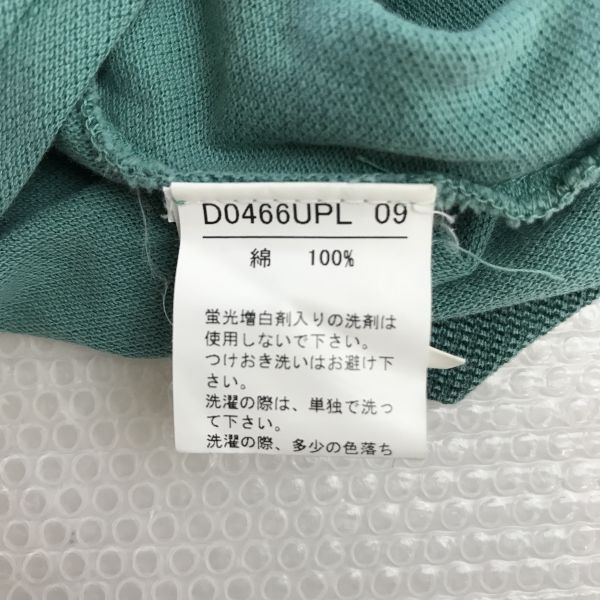 D0466UPL 09
綿 100%
蛍光増白剤入りの洗剤は
使用しないで下さい。
つけおき洗いはお避け下
さい。
洗濯の際は、単独で洗っ
て下さい。
洗濯の際、多少の色落ち